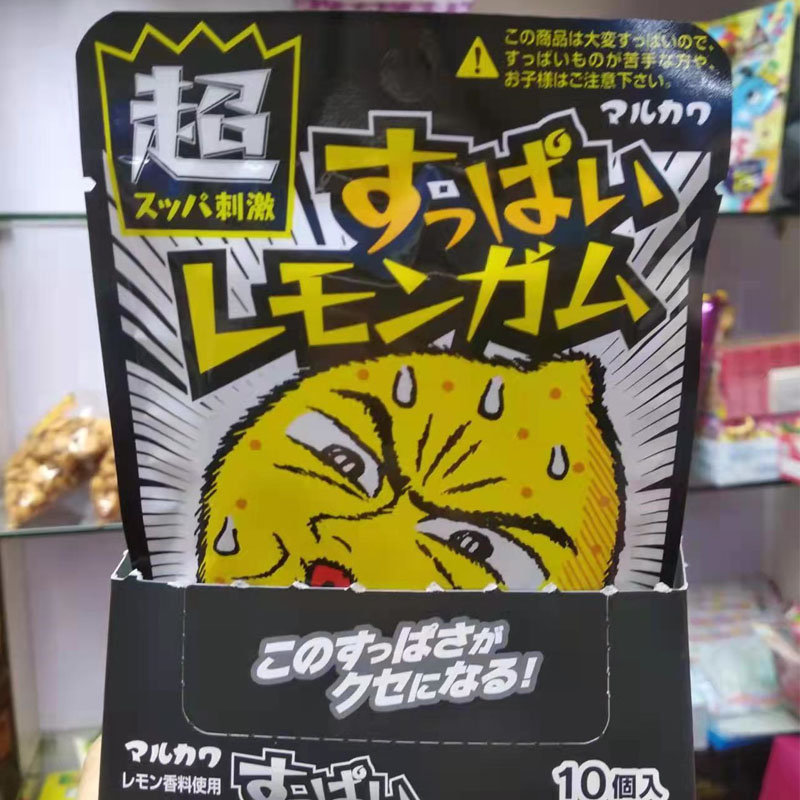 この商品は大変すっぱいので、
すっぱいものが苦手な方や、
お子様はご注意下さい。
マルカワ
超
スッパ刺激
すっぱい
レモンガム
このすっぱさが
クセになる!
マルカワ
レモン香料使用
すっぱい
10個入